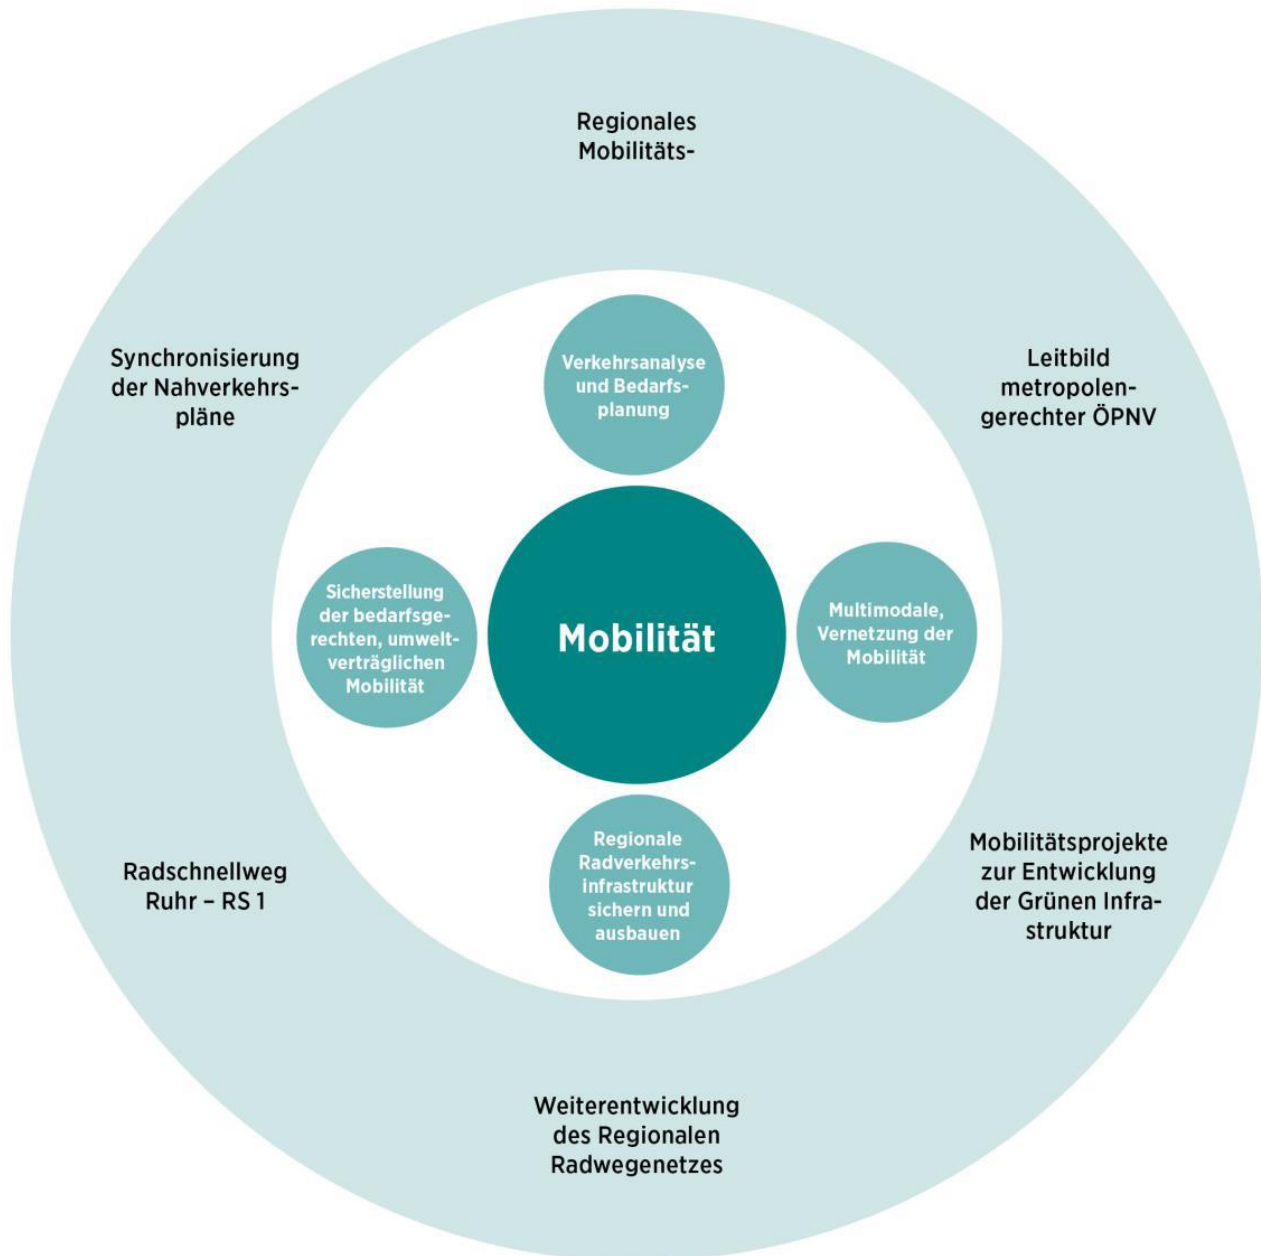 Regionales
Mobilitäts-
Synchronisierung
der Nahverkehrs-
pläne
Verkehrsanalyse
und Bedarfs-
planung
Leitbild
metropolen-
gerechter ÖPNV
Sicherstellung
der bedarfsge-
rechten, umwelt-
verträglichen
Mobilität
Mobilität
Multimodale,
Vernetzung der
Mobilität
Radschnellweg
Ruhr – RS 1
Regionale
Radverkehrs-
infrastruktur
sichern und
ausbauen
Mobilitätsprojekte
zur Entwicklung
der Grünen Infra-
struktur
Weiterentwicklung
des Regionalen
Radwegenetzes